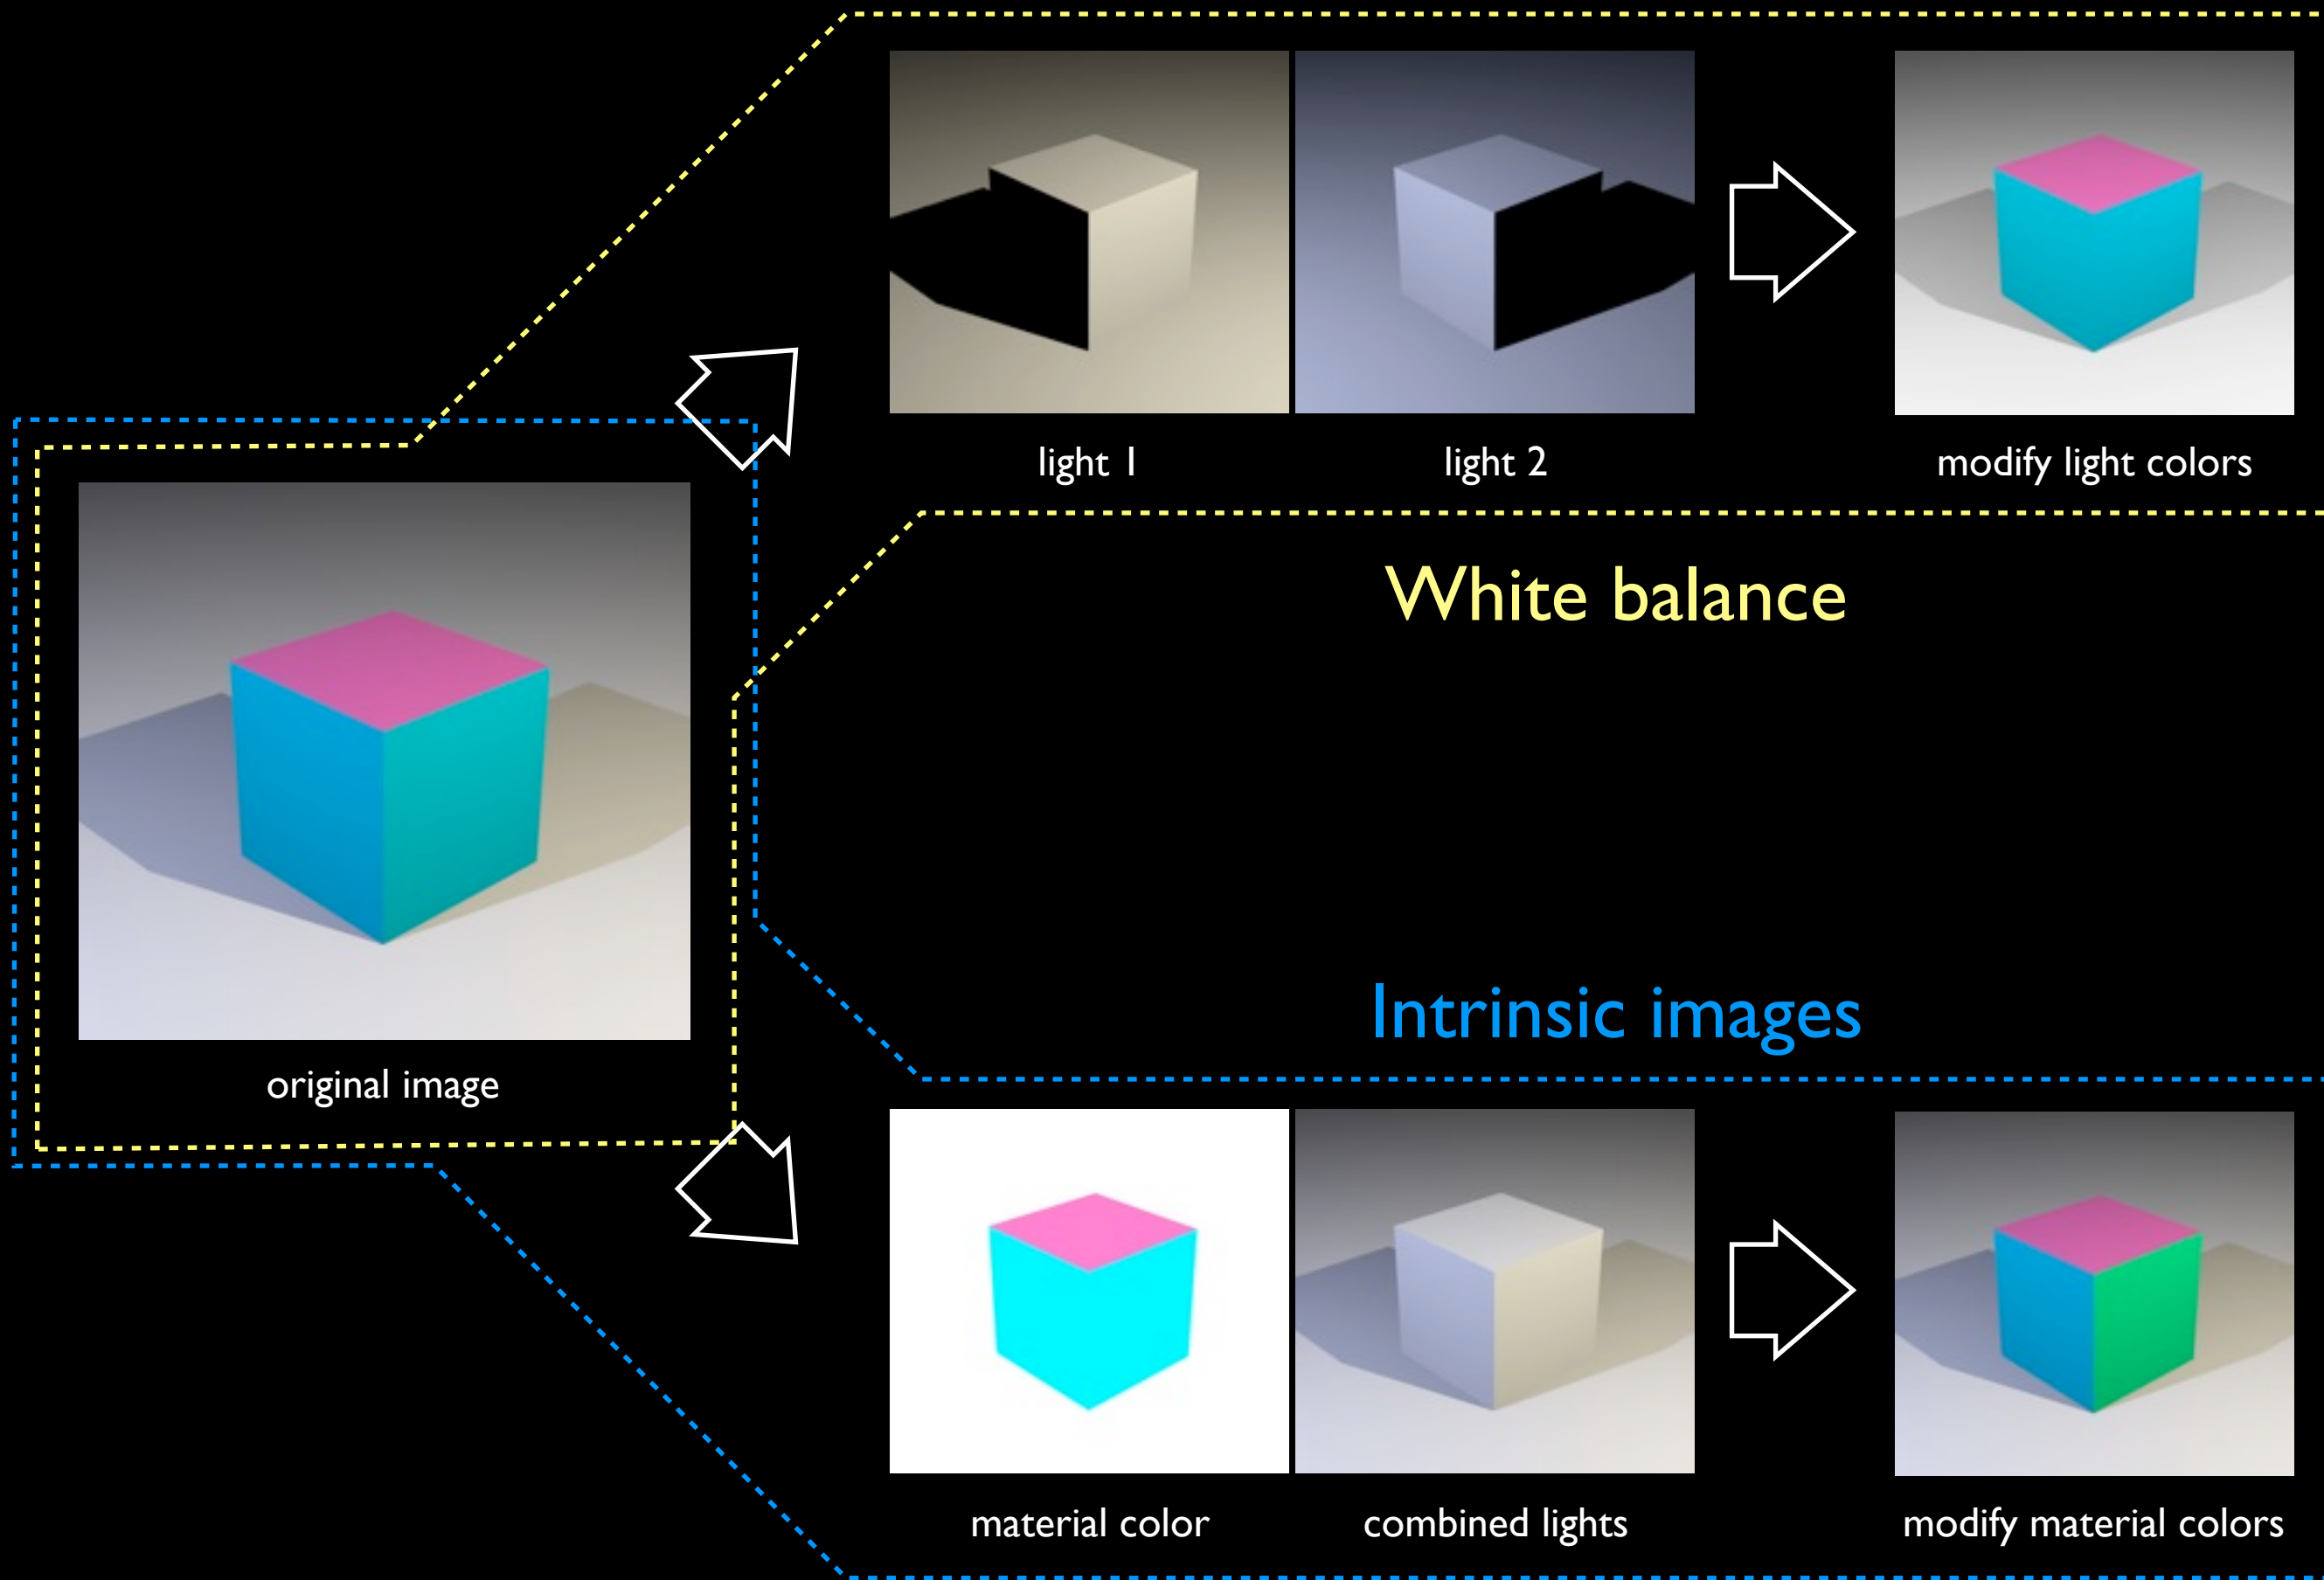 light 1
light 2
modify light colors
White balance
original image
Intrinsic images
material color
combined lights
modify material colors